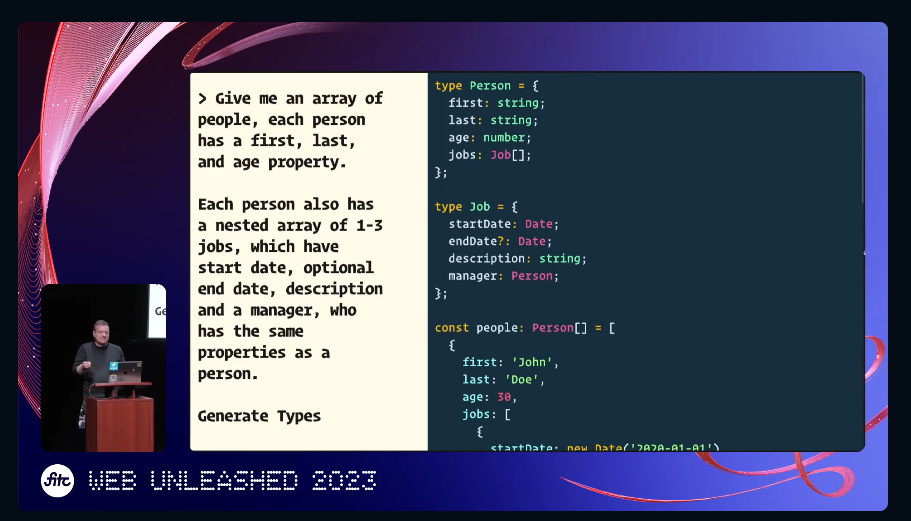 > Give me an array of
people, each person
has a first, last,
and age property.
Each person also has
a nested array of 1-3
jobs, which have
start date, optional
end date, description
and a manager, who
has the same
properties as a
person.
Generate Types
type Person = {
first: string;
last: string;
age: number;
jobs: Job[];
};
type Job = {
startDate: Date;
endDate?: Date;
description: string;
manager: Person;
};
const people: Person[] = [
{
first: 'John',
last: 'Doe',
age: 30,
jobs: [
{
startDate: new Date('2020-01-01')
Ge
fitc
WEB UNLEASHED 2023